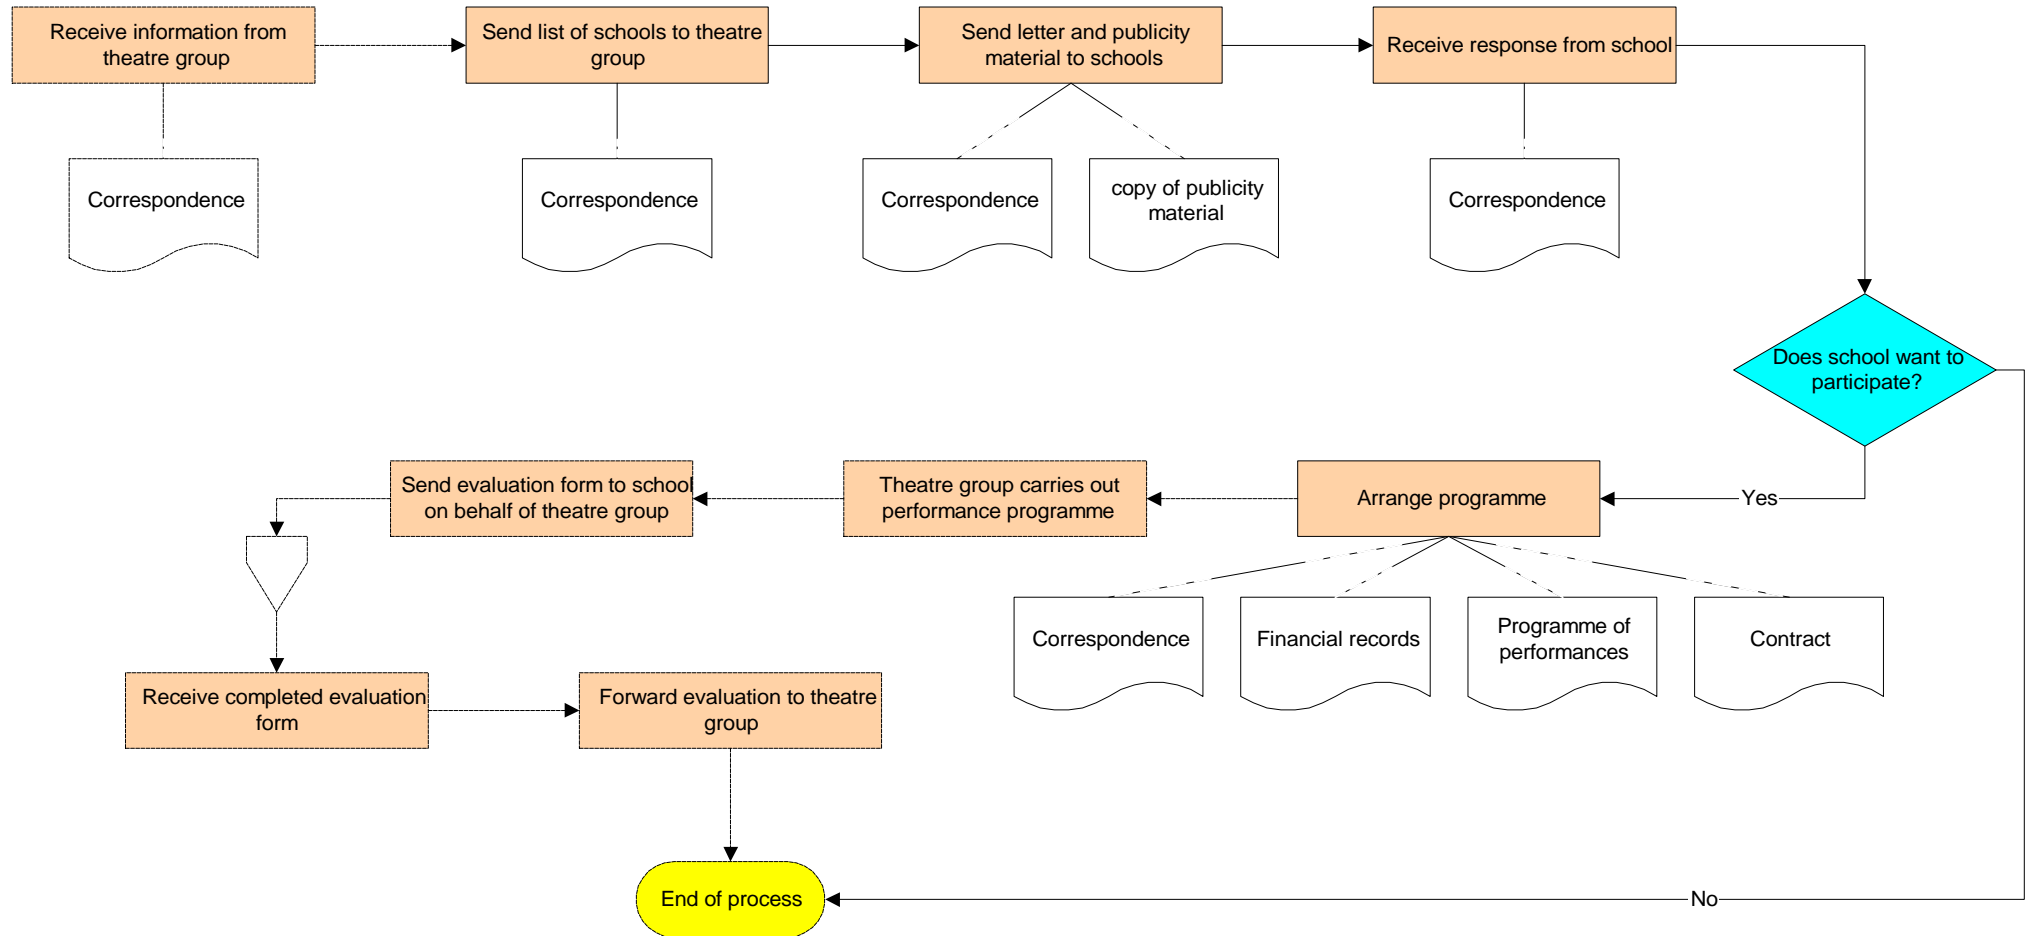 Receive information from
theatre group
Send list of schools to theatre
group
Send letter and publicity
material to schools
Receive response from school
Correspondence
Correspondence
Correspondence
copy of publicity
material
Correspondence
Does school want to
participate?
Yes
Arrange programme
Theatre group carries out
performance programme
Send evaluation form to school
on behalf of theatre group
Correspondence
Financial records
Programme of
performances
Contract
Receive completed evaluation
form
Forward evaluation to theatre
group
End of process
No